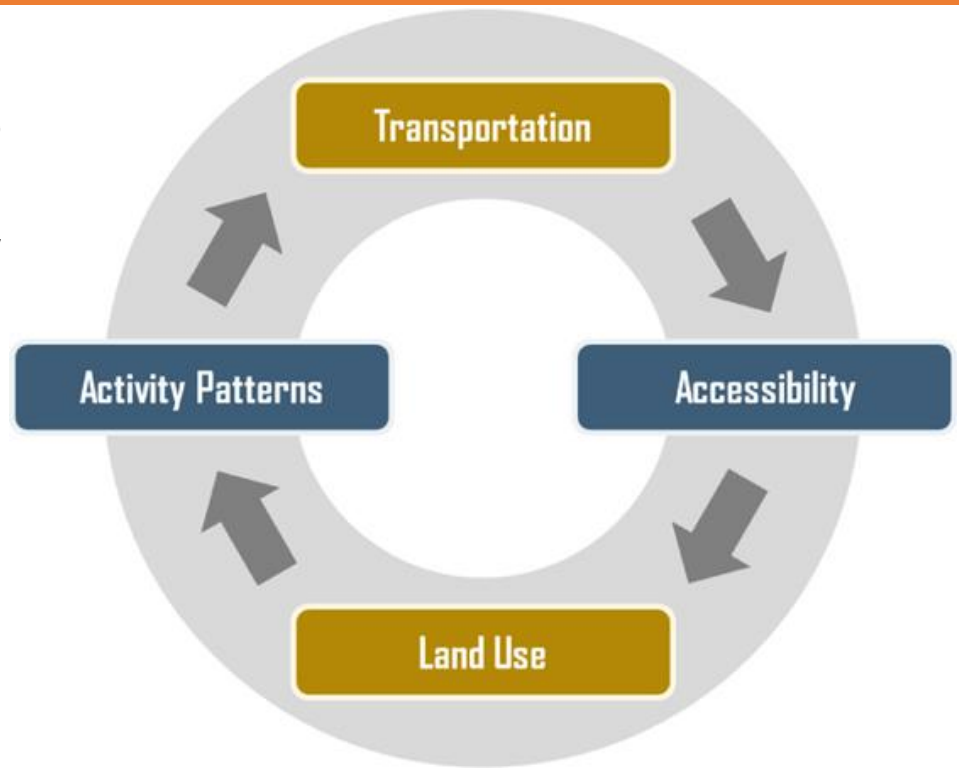 Transportation
Activity Patterns
Accessibility
Land Use